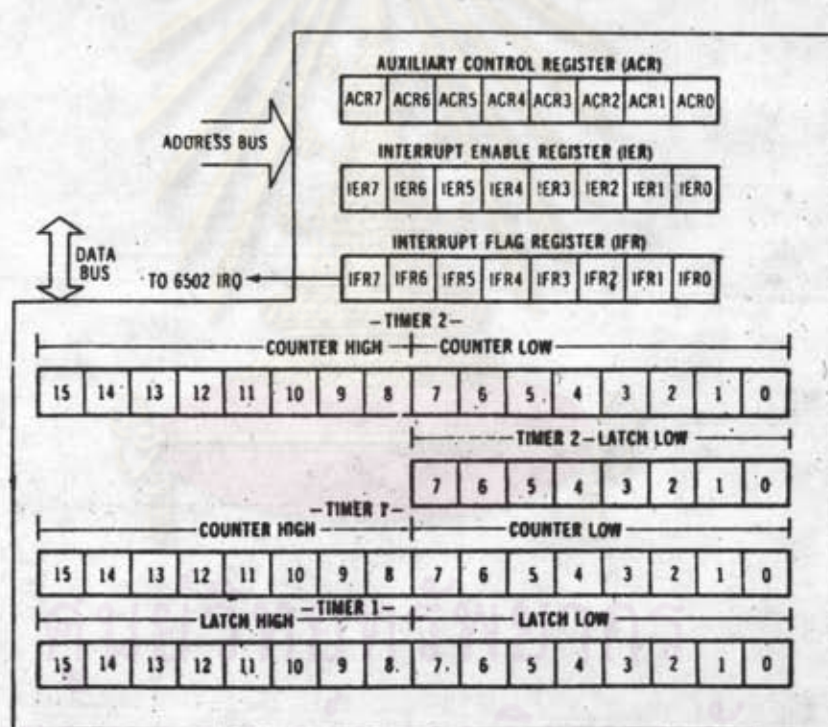 AUXILIARY CONTROL REGISTER (ACR)
ACR7 ACR6 ACR5 ACR4 ACR3 ACR2 ACR1 ACR0
ADDRESS BUS
INTERRUPT ENABLE REGISTER (IER)
IER7 IER6 IER5 IER4 IER3 IER2 IER1 IER0
DATA
BUS
INTERRUPT FLAG REGISTER (IFR)
TO 6502 IRQ
IFR7 IFR6 IFR5 IFR4 IFR3 IFR2 IFR1 IFR0
-TIMER 2-
COUNTER HIGH COUNTER LOW
15 14 13 12 11 10 9 8 7 6 5 4 3 2 1 0
TIMER 2-LATCH LOW
7 6 5 4 3 2 1 0
-TIMER 1-
COUNTER HIGH COUNTER LOW
15 14 13 12 11 10 9 8 7 6 5 4 3 2 1 0
-TIMER 1-
LATCH HIGH LATCH LOW
15 14 13 12 11 10 9 8 7 6 5 4 3 2 1 0